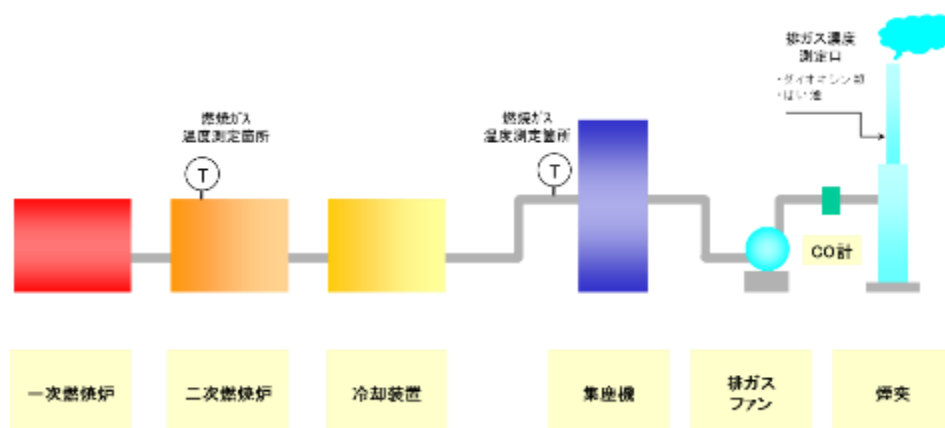 排ガス濃度
測定口
・ダイオキシン類
・ばい塵
燃焼ガス
温度測定箇所
燃焼ガス
温度測定箇所
T
T
CO計
一次燃焼炉
二次燃焼炉
冷却装置
集塵機
排ガス
ファン
煙突